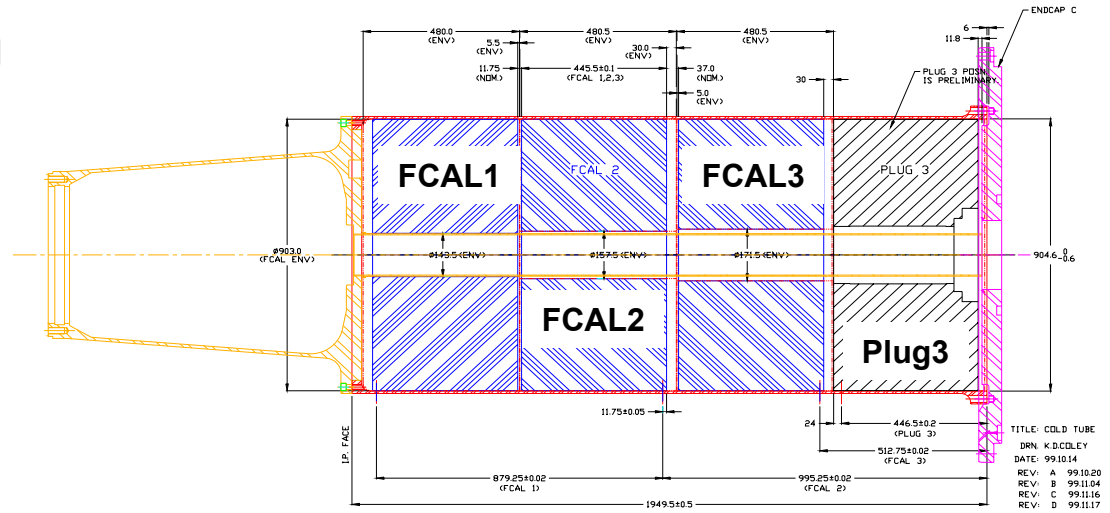 ENDCAP C
6
480.0
(ENV)
480.5
(ENV)
480.5
(ENV)
11.8
5.5
(ENV)
30.0
(ENV)
11.75
(NOM.)
445.5±0.1
(FCAL 1,2,3)
37.0
(NOM.)
30
PLUG 3 POSN
IS PRELIMINARY
5.0
(ENV)
FCAL1
FCAL 2
FCAL3
PLUG 3
ø903.0
(FCAL ENV)
ø149.5(ENV)
ø157.5(ENV)
ø171.5(ENV)
904.6 0
-0.6
FCAL2
Plug3
11.75±0.05
24
446.5±0.2
(PLUG 3)
I.P. FACE
512.75±0.02
(FCAL 3)
879.25±0.02
(FCAL 1)
995.25±0.02
(FCAL 2)
1949.5±0.5
TITLE: COLD TUBE
DRN. K.D.COLEY
DATE: 99.10.14
REV: A 99.10.20
REV: B 99.11.04
REV: C 99.11.16
REV: D 99.11.17